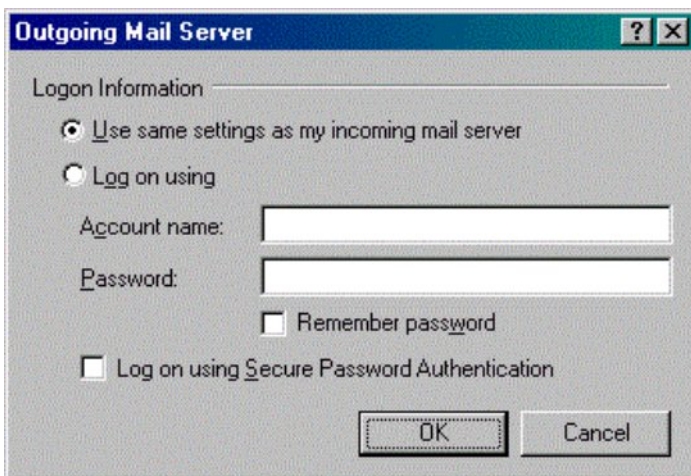 Outgoing Mail Server
Logon Information
Use same settings as my incoming mail server
Log on using
Account name:
Password:
Remember password
Log on using Secure Password Authentication
OK Cancel